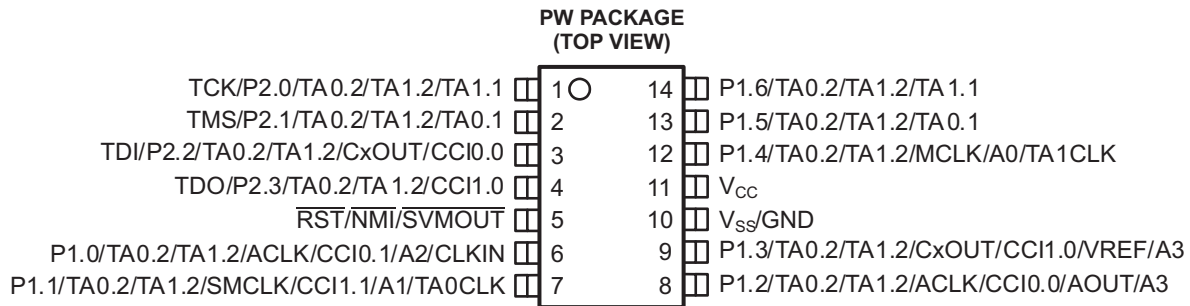 PW PACKAGE
(TOP VIEW)
TCK/P2.0/TA0.2/TA1.2/TA1.1 1 14 P1.6/TA0.2/TA1.2/TA1.1
TMS/P2.1/TA0.2/TA1.2/TA0.1 2 13 P1.5/TA0.2/TA1.2/TA0.1
TDI/P2.2/TA0.2/TA1.2/CxOUT/CCI0.0 3 12 P1.4/TA0.2/TA1.2/MCLK/A0/TA1CLK
TDO/P2.3/TA0.2/TA1.2/CCI1.0 4 11 VCC
RST/NMI/SVMOUT 5 10 VSS/GND
P1.0/TA0.2/TA1.2/ACLK/CCI0.1/A2/CLKIN 6 9 P1.3/TA0.2/TA1.2/CxOUT/CCI1.0/VREF/A3
P1.1/TA0.2/TA1.2/SMCLK/CCI1.1/A1/TA0CLK 7 8 P1.2/TA0.2/TA1.2/ACLK/CCI0.0/AOUT/A3